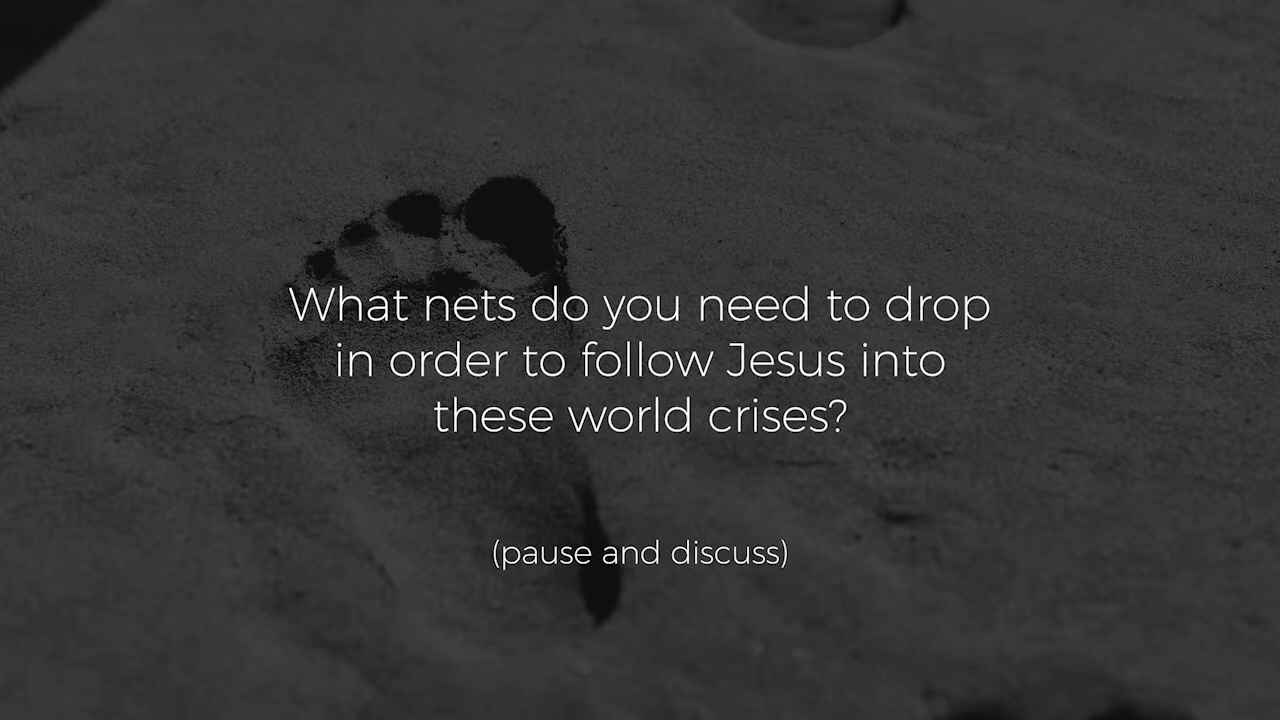 What nets do you need to drop
in order to follow Jesus into
these world crises?
(pause and discuss)